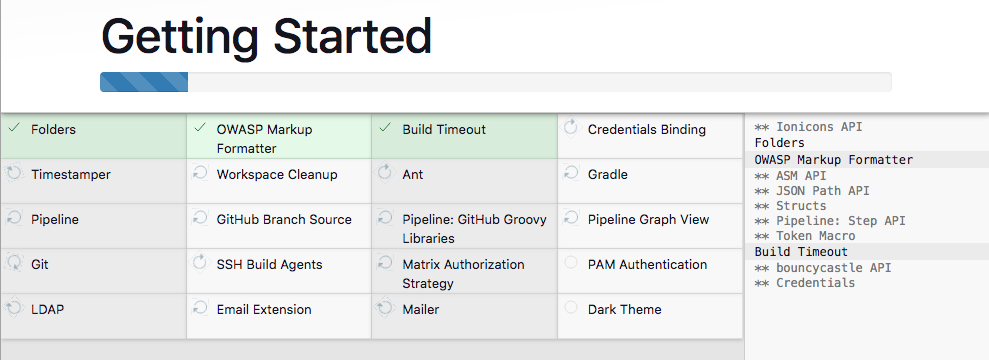 Getting Started
Folders
OWASP Markup
Formatter
Build Timeout
Credentials Binding
Timestamper
Workspace Cleanup
Ant
Gradle
Pipeline
GitHub Branch Source
Pipeline: GitHub Groovy
Libraries
Pipeline Graph View
Git
SSH Build Agents
Matrix Authorization
Strategy
PAM Authentication
LDAP
Email Extension
Mailer
Dark Theme
** Ionicons API
Folders
OWASP Markup Formatter
** ASM API
** JSON Path API
** Structs
** Pipeline: Step API
** Token Macro
Build Timeout
** bouncycastle API
** Credentials